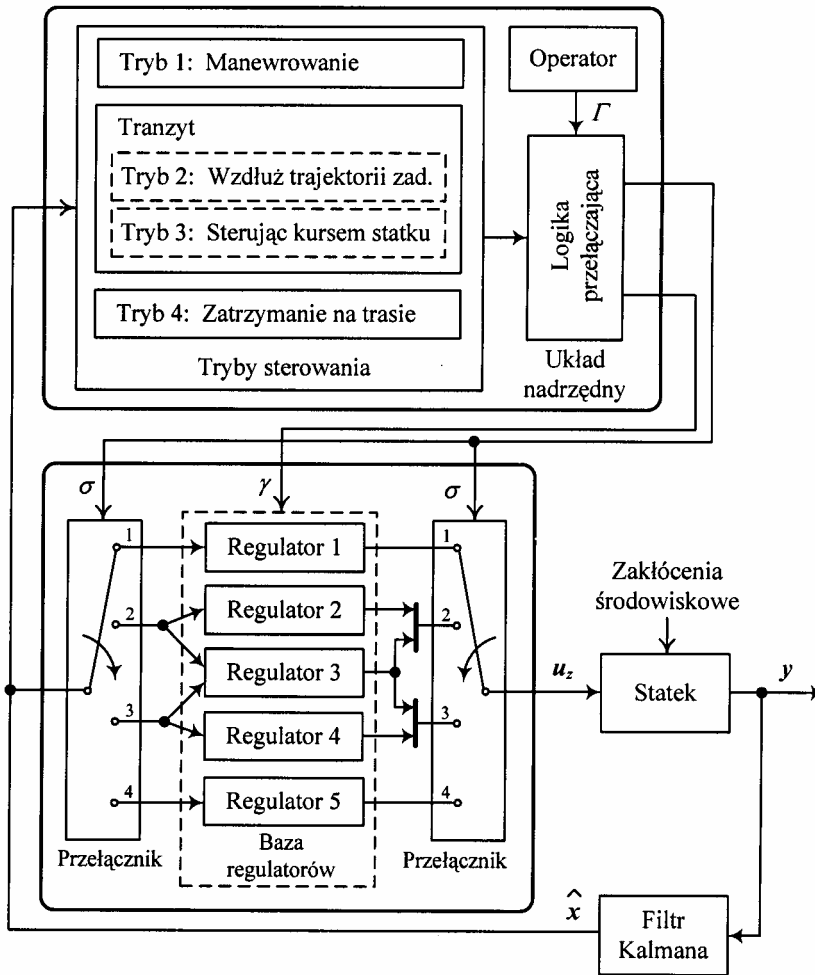 Tryb 1: Manewrowanie
Operator
Tranzyt
Γ
Tryb 2: Wzdłuż trajektorii zad.
Tryb 3: Sterując kursem statku
Logika
przełączająca
Tryb 4: Zatrzymanie na trasie
Tryby sterowania
Układ
nadrzędny
σ
γ
σ
1
Regulator 1
1
2
Regulator 2
2
Regulator 3
3
Regulator 4
3
4
Regulator 5
4
Przełącznik
Baza
regulatorów
Przełącznik
Zakłócenia
środowiskowe
u_z
Statek
y
x̂
Filtr
Kalmana